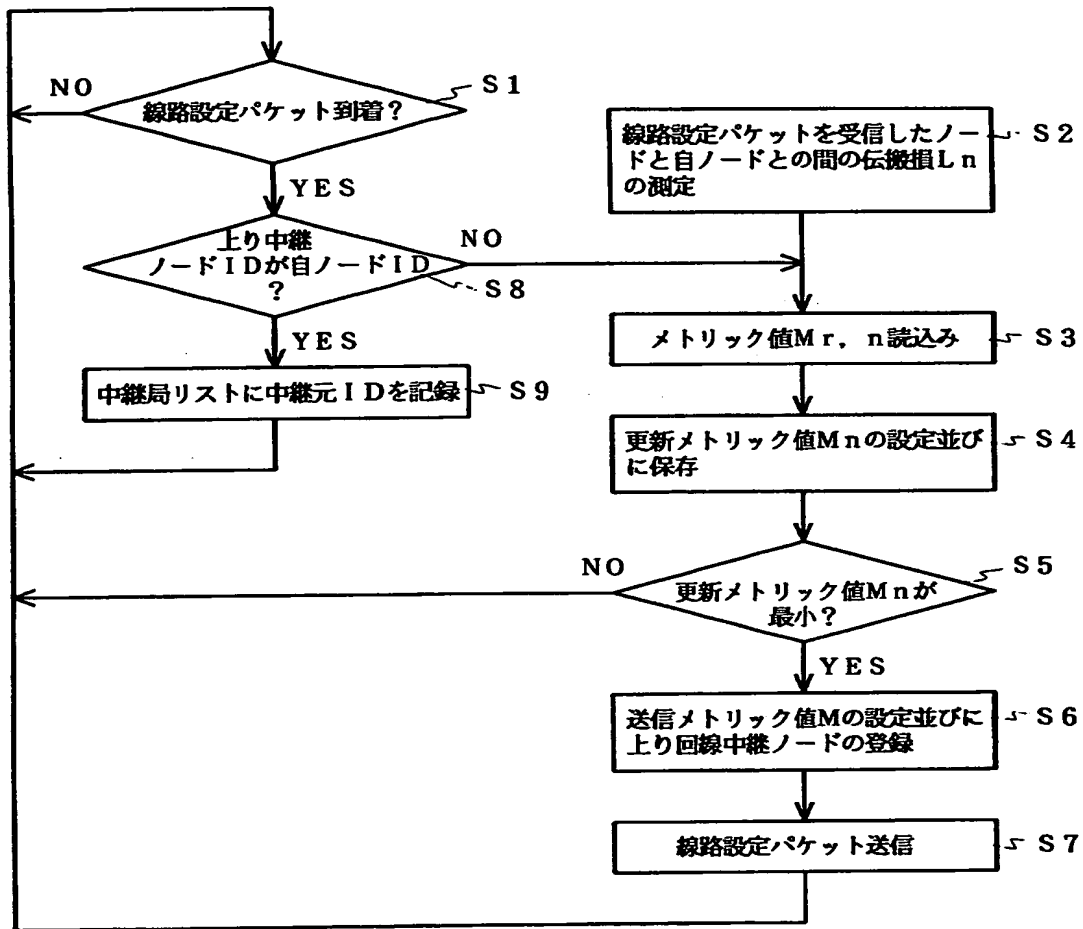 NO
線路設定パケット到着?
S1
YES
上り中継
ノードIDが自ノードID
?
NO
S8
YES
中継局リストに中継元IDを記録
S9
線路設定パケットを受信したノー
ドと自ノードとの間の伝搬損Ln
の測定
S2
メトリック値Mr,n読込み
S3
更新メトリック値Mnの設定並び
に保存
S4
NO
更新メトリック値Mnが
最小?
S5
YES
送信メトリック値Mの設定並びに
上り回線中継ノードの登録
S6
線路設定パケット送信
S7